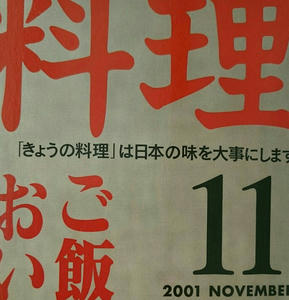 料理
「きょうの料理」は日本の味を大事にします
11
2001 NOVEMBER
ご飯
おい